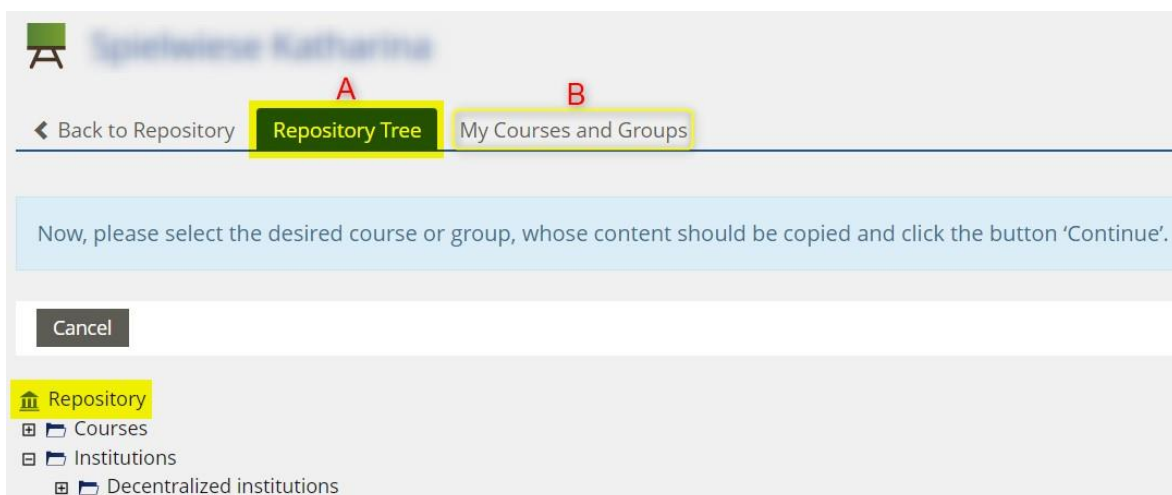 A
B
Back to Repository Repository Tree My Courses and Groups
Now, please select the desired course or group, whose content should be copied and click the button ‘Continue’.
Cancel
Repository
Courses
Institutions
Decentralized institutions